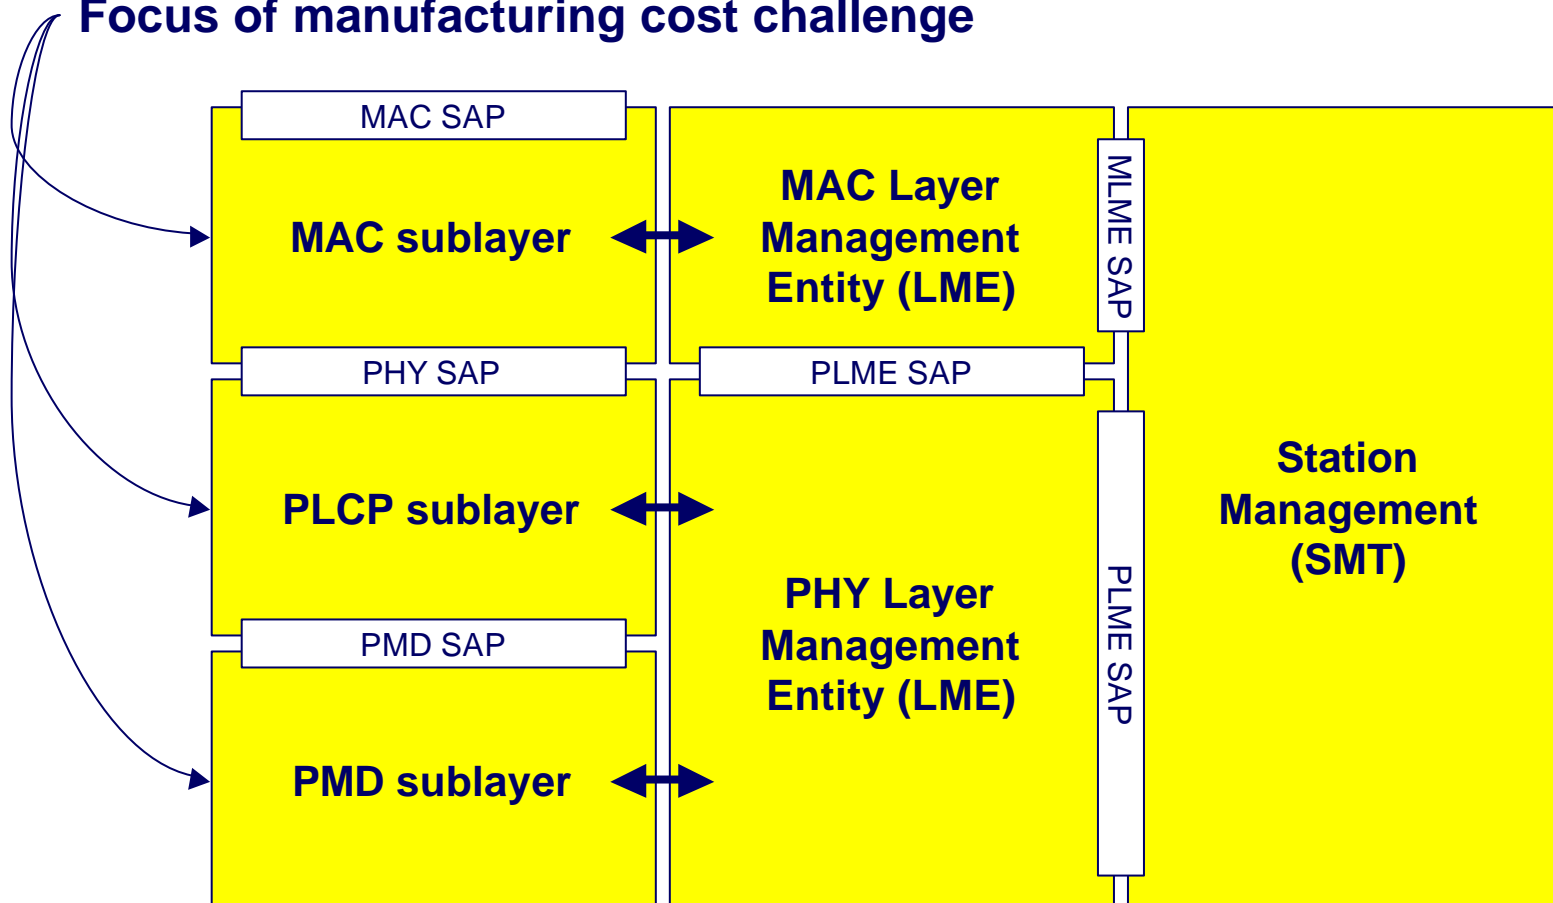 Focus of manufacturing cost challenge
MAC SAP
MAC sublayer
MAC Layer
Management
Entity (LME)
MLME SAP
PHY SAP
PLME SAP
PLCP sublayer
PHY Layer
Management
Entity (LME)
PLME SAP
Station
Management
(SMT)
PMD SAP
PMD sublayer